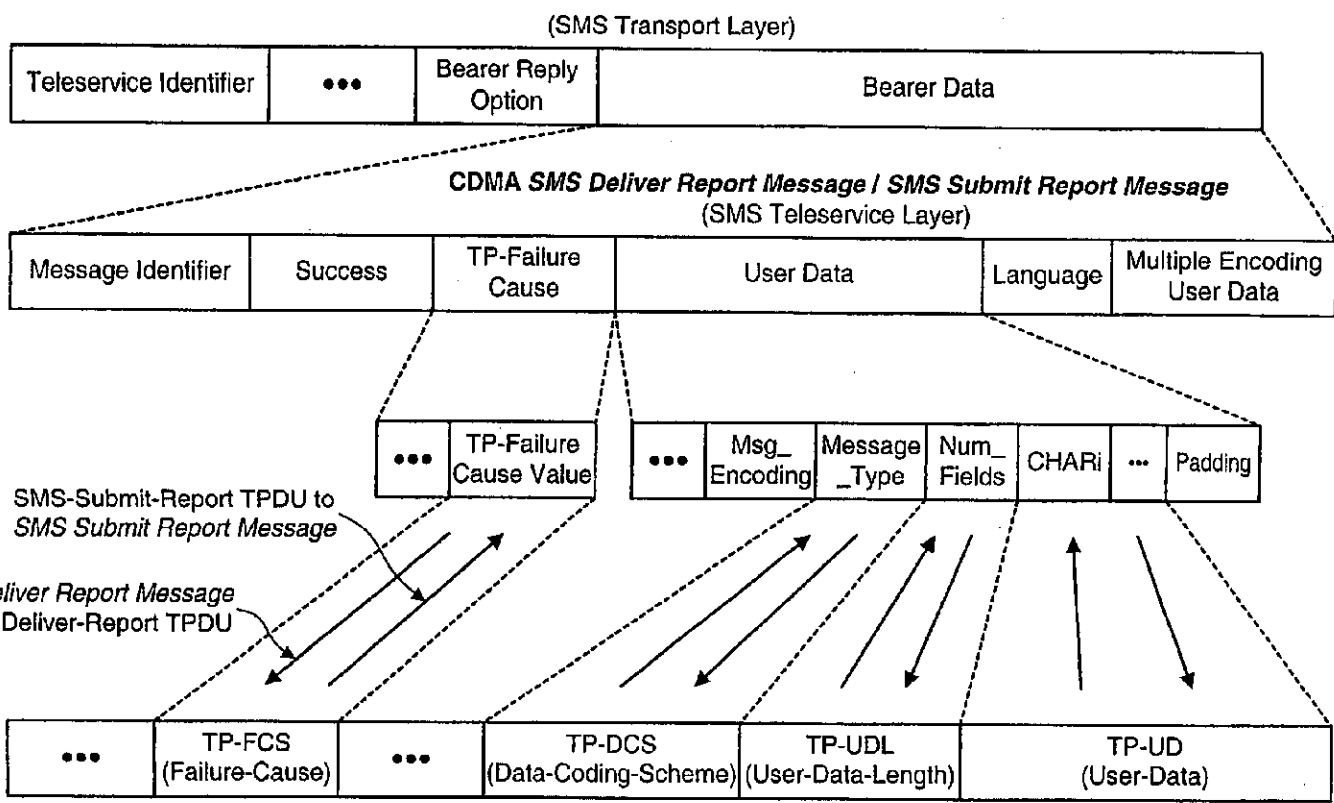 (SMS Transport Layer)
Teleservice Identifier ••• Bearer Reply Option Bearer Data
CDMA SMS Deliver Report Message / SMS Submit Report Message
(SMS Teleservice Layer)
Message Identifier Success TP-Failure Cause User Data Language Multiple Encoding User Data
••• TP-Failure Cause Value ••• Msg_ Encoding Message _Type Num_ Fields CHARi ••• Padding
SMS-Submit-Report TPDU to
SMS Submit Report Message
Report Message
Deliver-Report TPDU
••• TP-FCS (Failure-Cause) ••• TP-DCS (Data-Coding-Scheme) TP-UDL (User-Data-Length) TP-UD (User-Data)